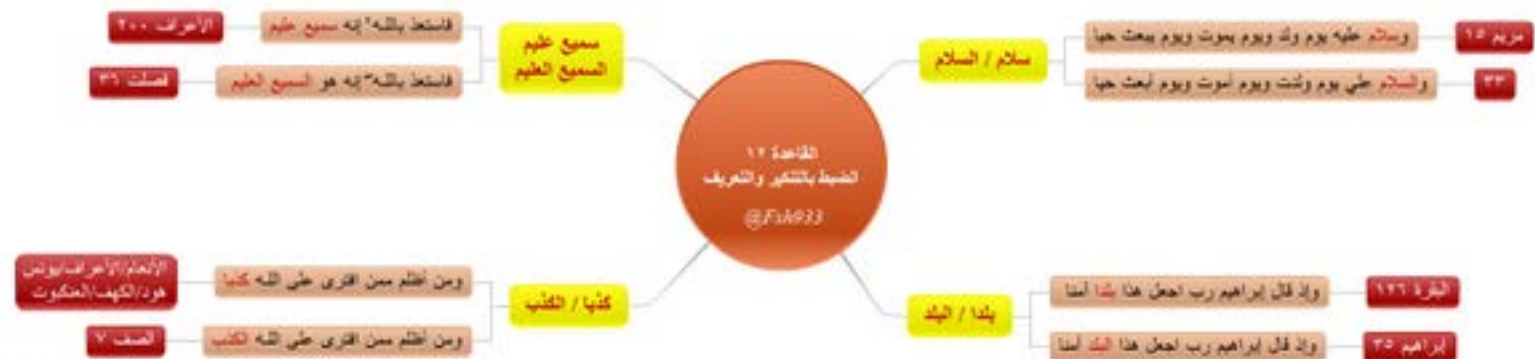 القاعدة ١٢
الضبط بالتنكير والتعريف
@Fsh933
سلام / السلام
وسلام عليه يوم ولد ويوم يموت ويوم يبعث حيا
مريم ١٥
والسلام علي يوم ولدت ويوم أموت ويوم أبعث حيا
٣٣
بلدا / البلد
وإذ قال إبراهيم رب اجعل هذا بلدا آمنا
البقرة ١٢٦
وإذ قال إبراهيم رب اجعل هذا البلد آمنا
إبراهيم ٣٥
سميع عليم
السميع العليم
فاستعذ بالله إنه سميع عليم
الأعراف ٢٠٠
فاستعذ بالله إنه هو السميع العليم
فصلت ٣٦
كذبا / الكذب
ومن أظلم ممن افترى على الله كذبا
الأنعام/الأعراف/يونس
هود/الكهف/العنكبوت
ومن أظلم ممن افترى على الله الكذب
الصف ٧